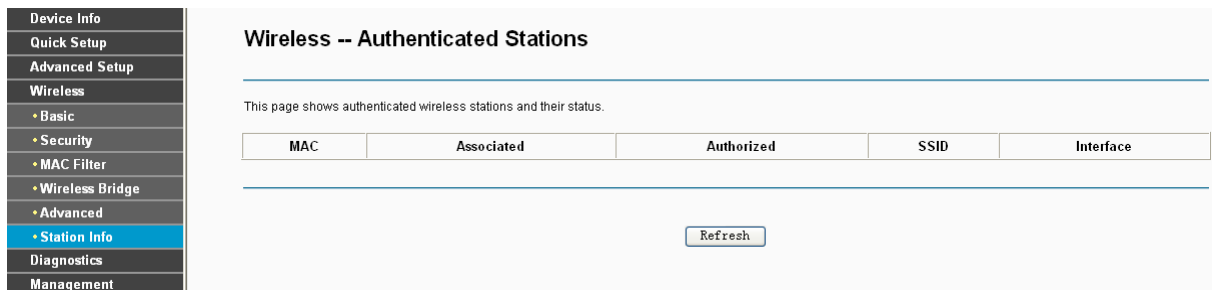 Device Info
Quick Setup
Advanced Setup
Wireless
• Basic
• Security
• MAC Filter
• Wireless Bridge
• Advanced
• Station Info
Diagnostics
Management
Wireless -- Authenticated Stations
This page shows authenticated wireless stations and their status.
MAC Associated Authorized SSID Interface
Refresh